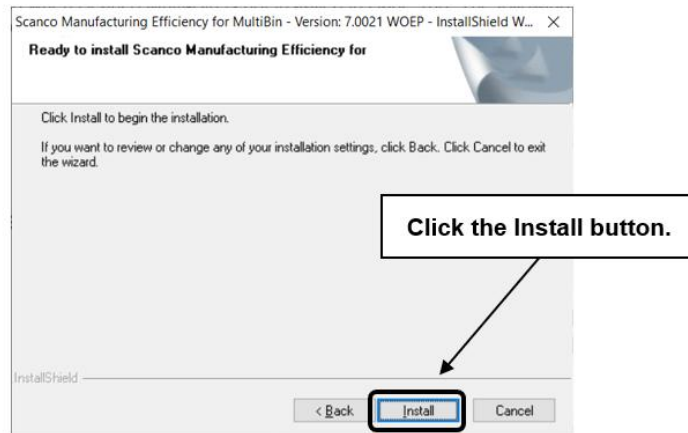 Scanco Manufacturing Efficiency for MultiBin - Version: 7.0021 WOEP - InstallShield W...
Ready to install Scanco Manufacturing Efficiency for
Click Install to begin the installation.
If you want to review or change any of your installation settings, click Back. Click Cancel to exit
the wizard.
Click the Install button.
InstallShield
< Back
Install
Cancel